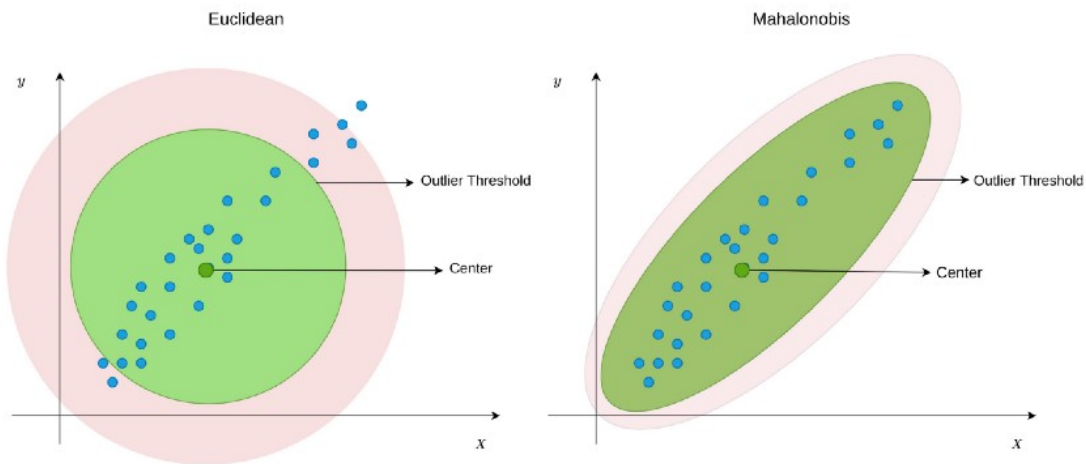 Euclidean
y
Outlier Threshold
Center
x
Mahalonobis
y
Outlier Threshold
Center
x